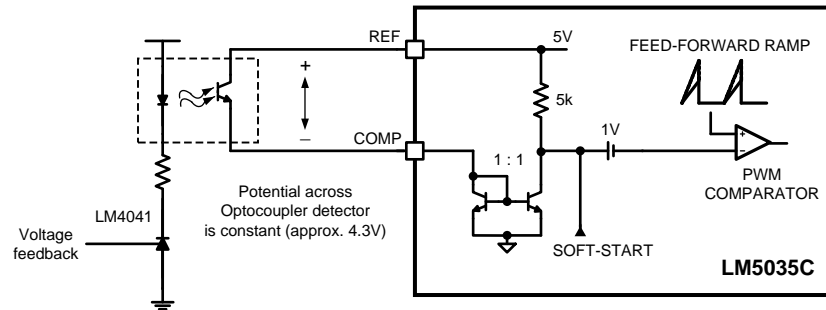 REF
5V
FEED-FORWARD RAMP
+
5k
–
COMP
1V
1 : 1
+
–
PWM
COMPARATOR
Potential across
Optocoupler detector
is constant (approx. 4.3V)
LM4041
Voltage
feedback
SOFT-START
LM5035C